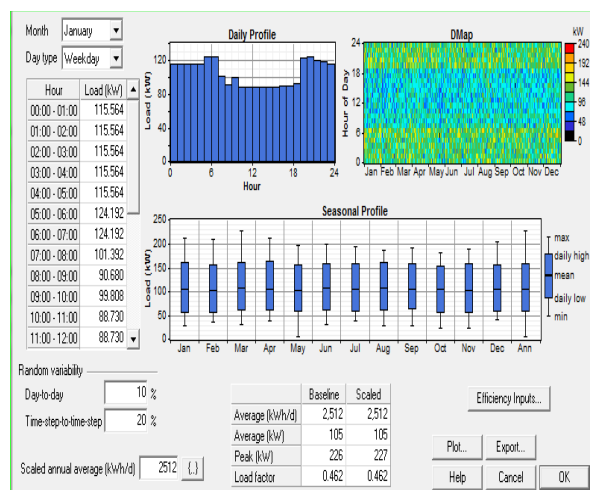 Month January
Day type Weekday
Hour Load (kW)
00:00 - 01:00 115.564
01:00 - 02:00 115.564
02:00 - 03:00 115.564
03:00 - 04:00 115.564
04:00 - 05:00 115.564
05:00 - 06:00 124.192
06:00 - 07:00 124.192
07:00 - 08:00 101.392
08:00 - 09:00 90.680
09:00 - 10:00 99.808
10:00 - 11:00 88.730
11:00 - 12:00 88.730
Daily Profile
Load (kW)
120
80
40
0
0 6 12 18 24
Hour
DMap
Hour of Day
24
18
12
6
0
Jan Feb Mar Apr May Jun Jul Aug Sep Oct Nov Dec
kW
240
192
144
96
48
0
Seasonal Profile
Load (kW)
250
200
150
100
50
0
Jan Feb Mar Apr May Jun Jul Aug Sep Oct Nov Dec Ann
max
daily high
mean
daily low
min
Random variability
Day-to-day 10 %
Time-step-to-time-step 20 %
Scaled annual average (kWh/d) 2512 {..}
Baseline Scaled
Average (kWh/d) 2,512 2,512
Average (kW) 105 105
Peak (kW) 226 227
Load factor 0.462 0.462
Efficiency Inputs...
Plot... Export...
Help Cancel OK